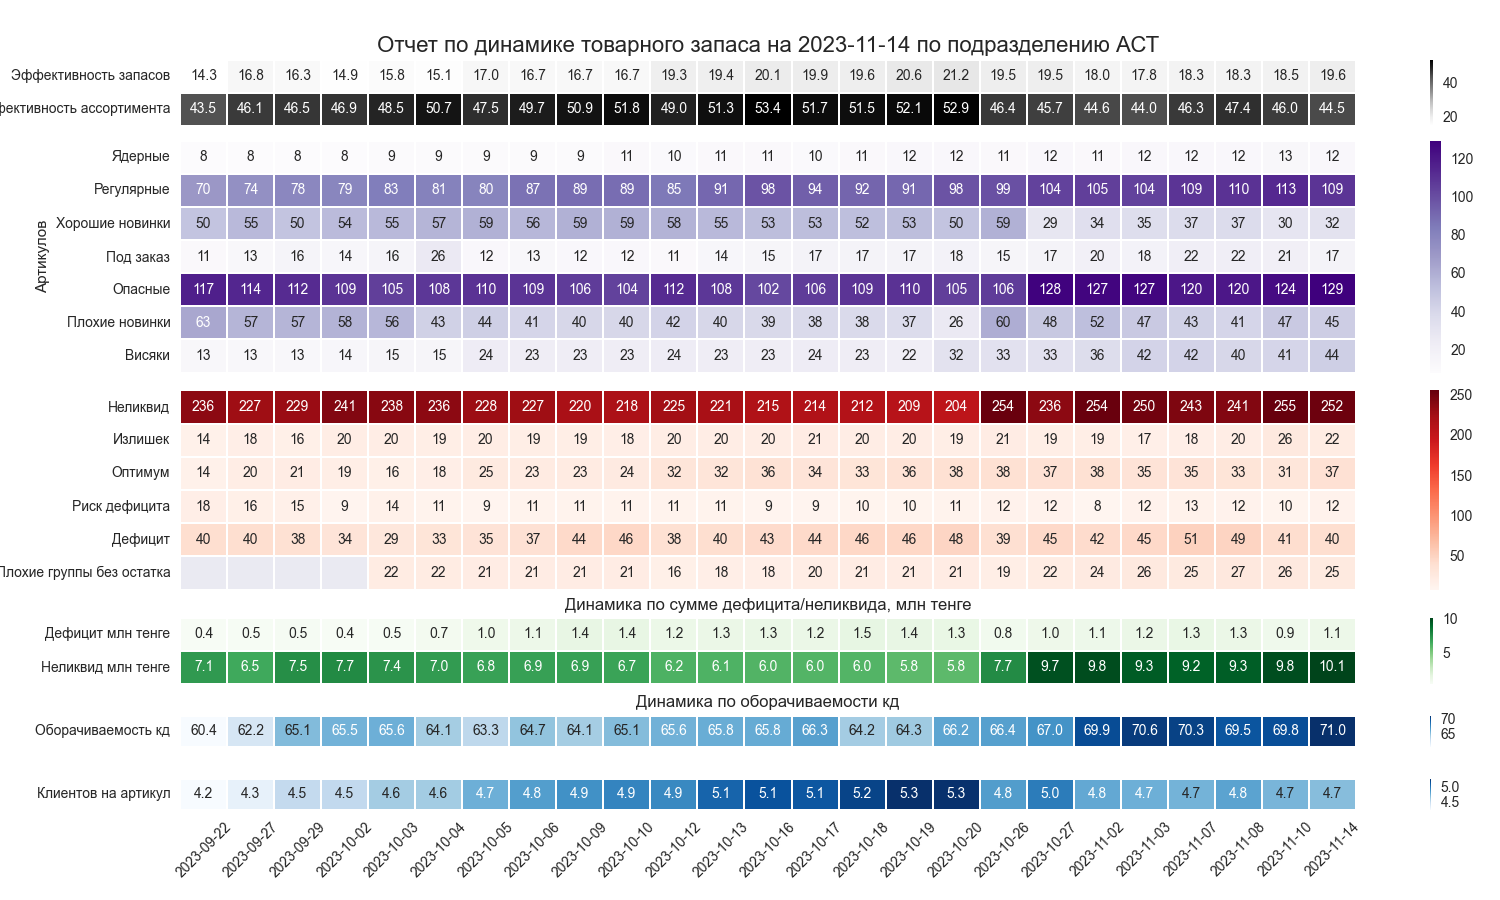 Отчет по динамике товарного запаса на 2023-11-14 по подразделению АСТ
Эффективность запасов 14.3 16.8 16.3 14.9 15.8 15.1 17.0 16.7 16.7 16.7 19.3 19.4 20.1 19.9 19.6 20.6 21.2 19.5 19.5 18.0 17.8 18.3 18.3 18.5 19.6
фективность ассортимента 43.5 46.1 46.5 46.9 48.5 50.7 47.5 49.7 50.9 51.8 49.0 51.3 53.4 51.7 51.5 52.1 52.9 46.4 45.7 44.6 44.0 46.3 47.4 46.0 44.5
40
20
Артикулов
Ядерные 8 8 8 8 9 9 9 9 9 11 10 11 11 10 11 12 12 11 12 11 12 12 12 13 12
Регулярные 70 74 78 79 83 81 80 87 89 89 85 91 98 94 92 91 98 99 104 105 104 109 110 113 109
Хорошие новинки 50 55 50 54 55 57 59 56 59 59 58 55 53 53 52 53 50 59 29 34 35 37 37 30 32
Под заказ 11 13 16 14 16 26 12 13 12 12 11 14 15 17 17 17 18 15 17 20 18 22 22 21 17
Опасные 117 114 112 109 105 108 110 109 106 104 112 108 102 106 109 110 105 106 128 127 127 120 120 124 129
Плохие новинки 63 57 57 58 56 43 44 41 40 40 42 40 39 38 38 37 26 60 48 52 47 43 41 47 45
Висяки 13 13 13 14 15 15 24 23 23 23 24 23 23 24 23 22 32 33 33 36 42 42 40 41 44
120
100
80
60
40
20
Неликвид 236 227 229 241 238 236 228 227 220 218 225 221 215 214 212 209 204 254 236 254 250 243 241 255 252
Излишек 14 18 16 20 20 19 20 19 19 18 20 20 20 21 20 20 19 21 19 19 17 18 20 26 22
Оптимум 14 20 21 19 16 18 25 23 23 24 32 32 36 34 33 36 38 38 37 38 35 35 33 31 37
Риск дефицита 18 16 15 9 14 11 9 11 11 11 11 11 9 9 10 10 11 12 12 8 12 13 12 10 12
Дефицит 40 40 38 34 29 33 35 37 44 46 38 40 43 44 46 46 48 39 45 42 45 51 49 41 40
Плохие группы без остатка 22 22 21 21 21 21 16 18 18 20 21 21 21 19 22 24 26 25 27 26 25
250
200
150
100
50
Динамика по сумме дефицита/неликвида, млн тенге
Дефицит млн тенге 0.4 0.5 0.5 0.4 0.5 0.7 1.0 1.1 1.4 1.4 1.2 1.3 1.3 1.2 1.5 1.4 1.3 0.8 1.0 1.1 1.2 1.3 1.3 0.9 1.1
Неликвид млн тенге 7.1 6.5 7.5 7.7 7.4 7.0 6.8 6.9 6.9 6.7 6.2 6.1 6.0 6.0 6.0 5.8 5.8 7.7 9.7 9.8 9.3 9.2 9.3 9.8 10.1
10
5
Динамика по оборачиваемости кд
Оборачиваемость кд 60.4 62.2 65.1 65.5 65.6 64.1 63.3 64.7 64.1 65.1 65.6 65.8 65.8 66.3 64.2 64.3 66.2 66.4 67.0 69.9 70.6 70.3 69.5 69.8 71.0
70
65
Клиентов на артикул 4.2 4.3 4.5 4.5 4.6 4.6 4.7 4.8 4.9 4.9 4.9 5.1 5.1 5.1 5.2 5.3 5.3 4.8 5.0 4.8 4.7 4.7 4.8 4.7 4.7
5.0
4.5
2023-09-22 2023-09-27 2023-09-29 2023-10-02 2023-10-03 2023-10-04 2023-10-05 2023-10-06 2023-10-09 2023-10-10 2023-10-12 2023-10-13 2023-10-16 2023-10-17 2023-10-18 2023-10-19 2023-10-20 2023-10-26 2023-10-27 2023-11-02 2023-11-03 2023-11-07 2023-11-08 2023-11-10 2023-11-14